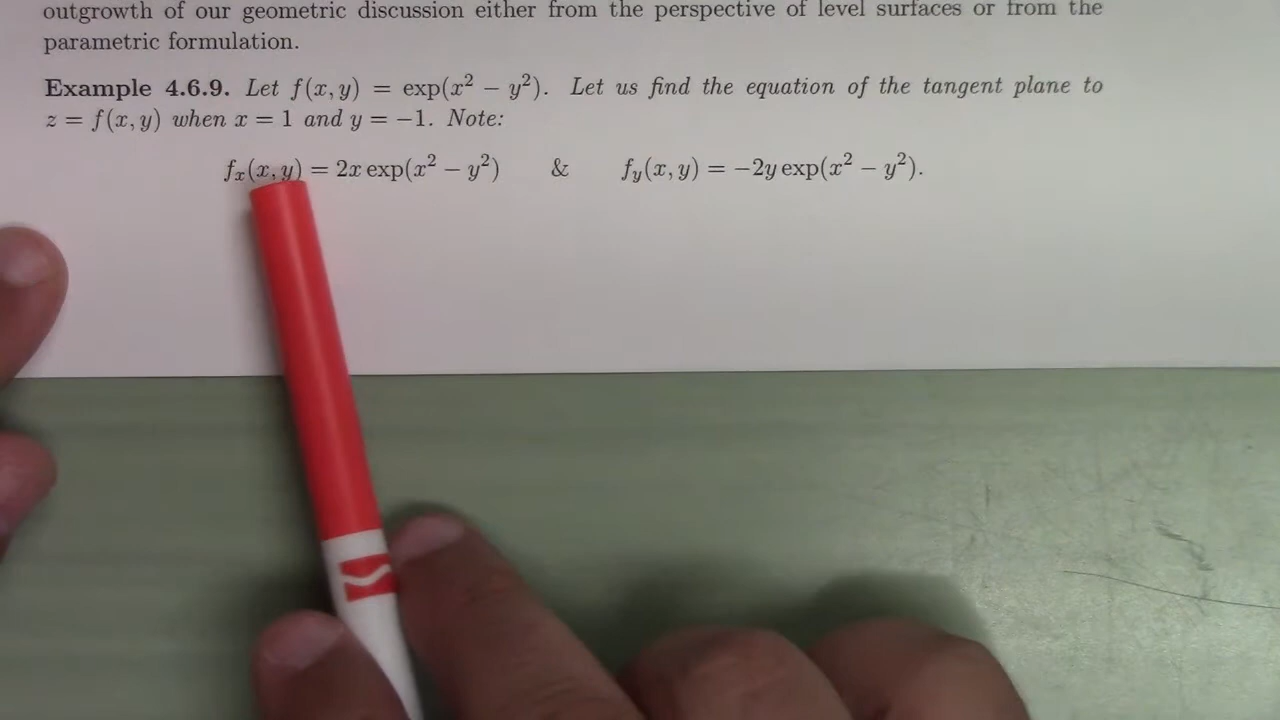 outgrowth of our geometric discussion either from the perspective of level surfaces or from the
parametric formulation.
Example 4.6.9. Let f(x, y) = exp(x² − y²). Let us find the equation of the tangent plane to
z = f(x, y) when x = 1 and y = −1. Note:
fₓ(x, y) = 2x exp(x² − y²) & f_y(x, y) = −2y exp(x² − y²).